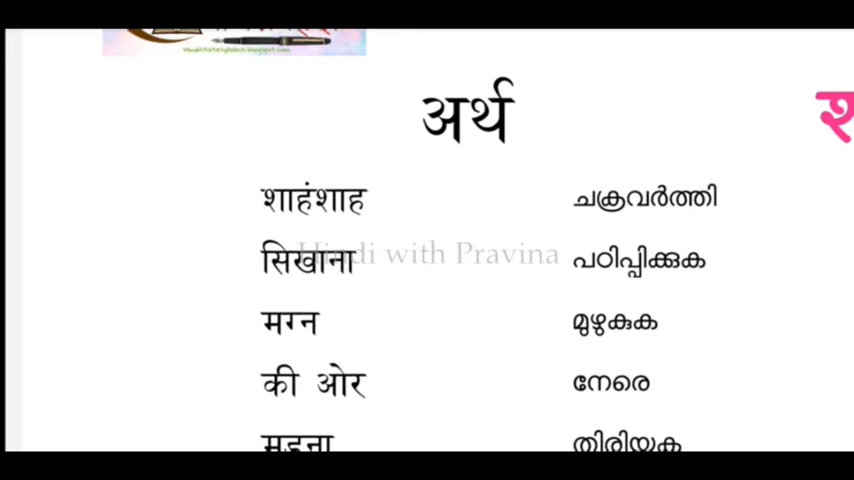 अर्थ
शाहंशाह ചക്രവർത്തി
सिखाना പഠിപ്പിക്കുക
Hindi with Pravina
मग्न മുഴുകുക
की ओर നേരെ
मुड़ना തിരിയുക